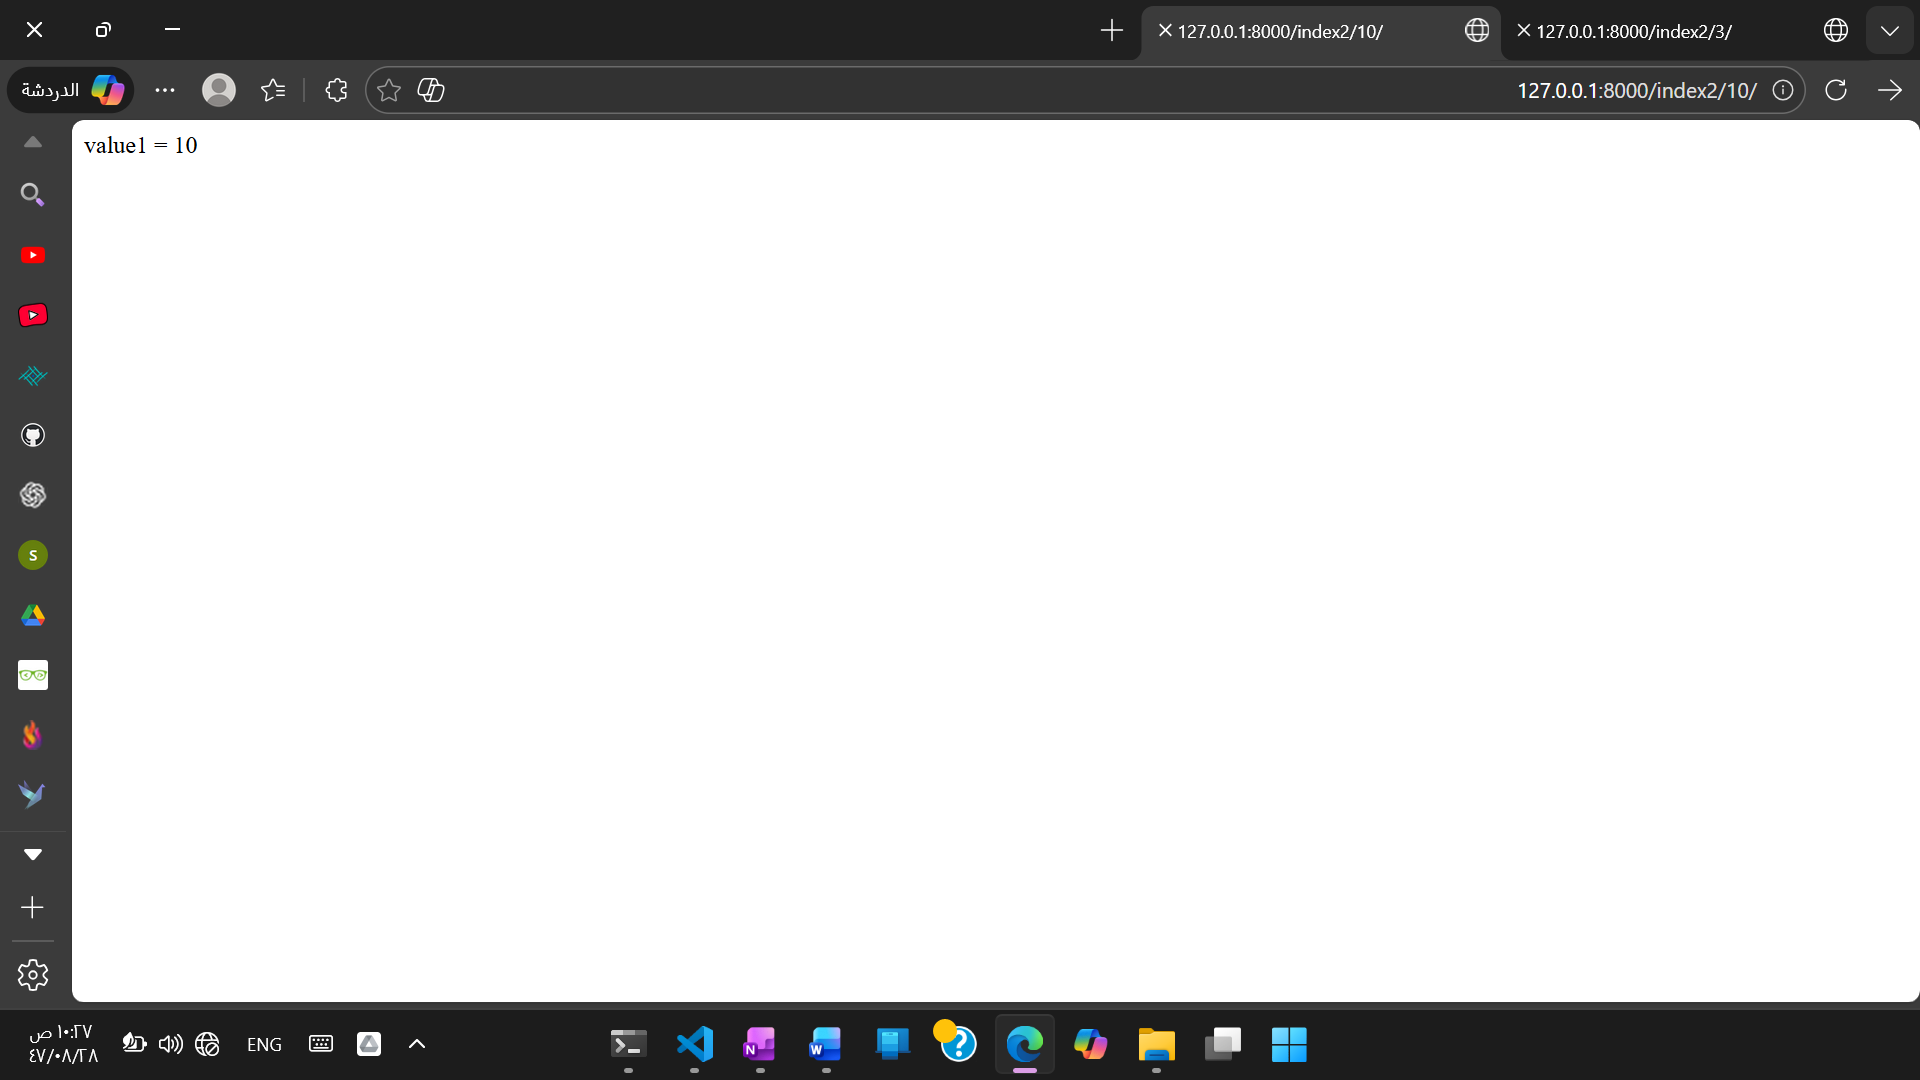 127.0.0.1:8000/index2/10/
127.0.0.1:8000/index2/3/
الدردشة
127.0.0.1:8000/index2/10/
value1 = 10
S
١٠:٢٧ ص
٤٧/٠٨/٢٨
ENG
N
W